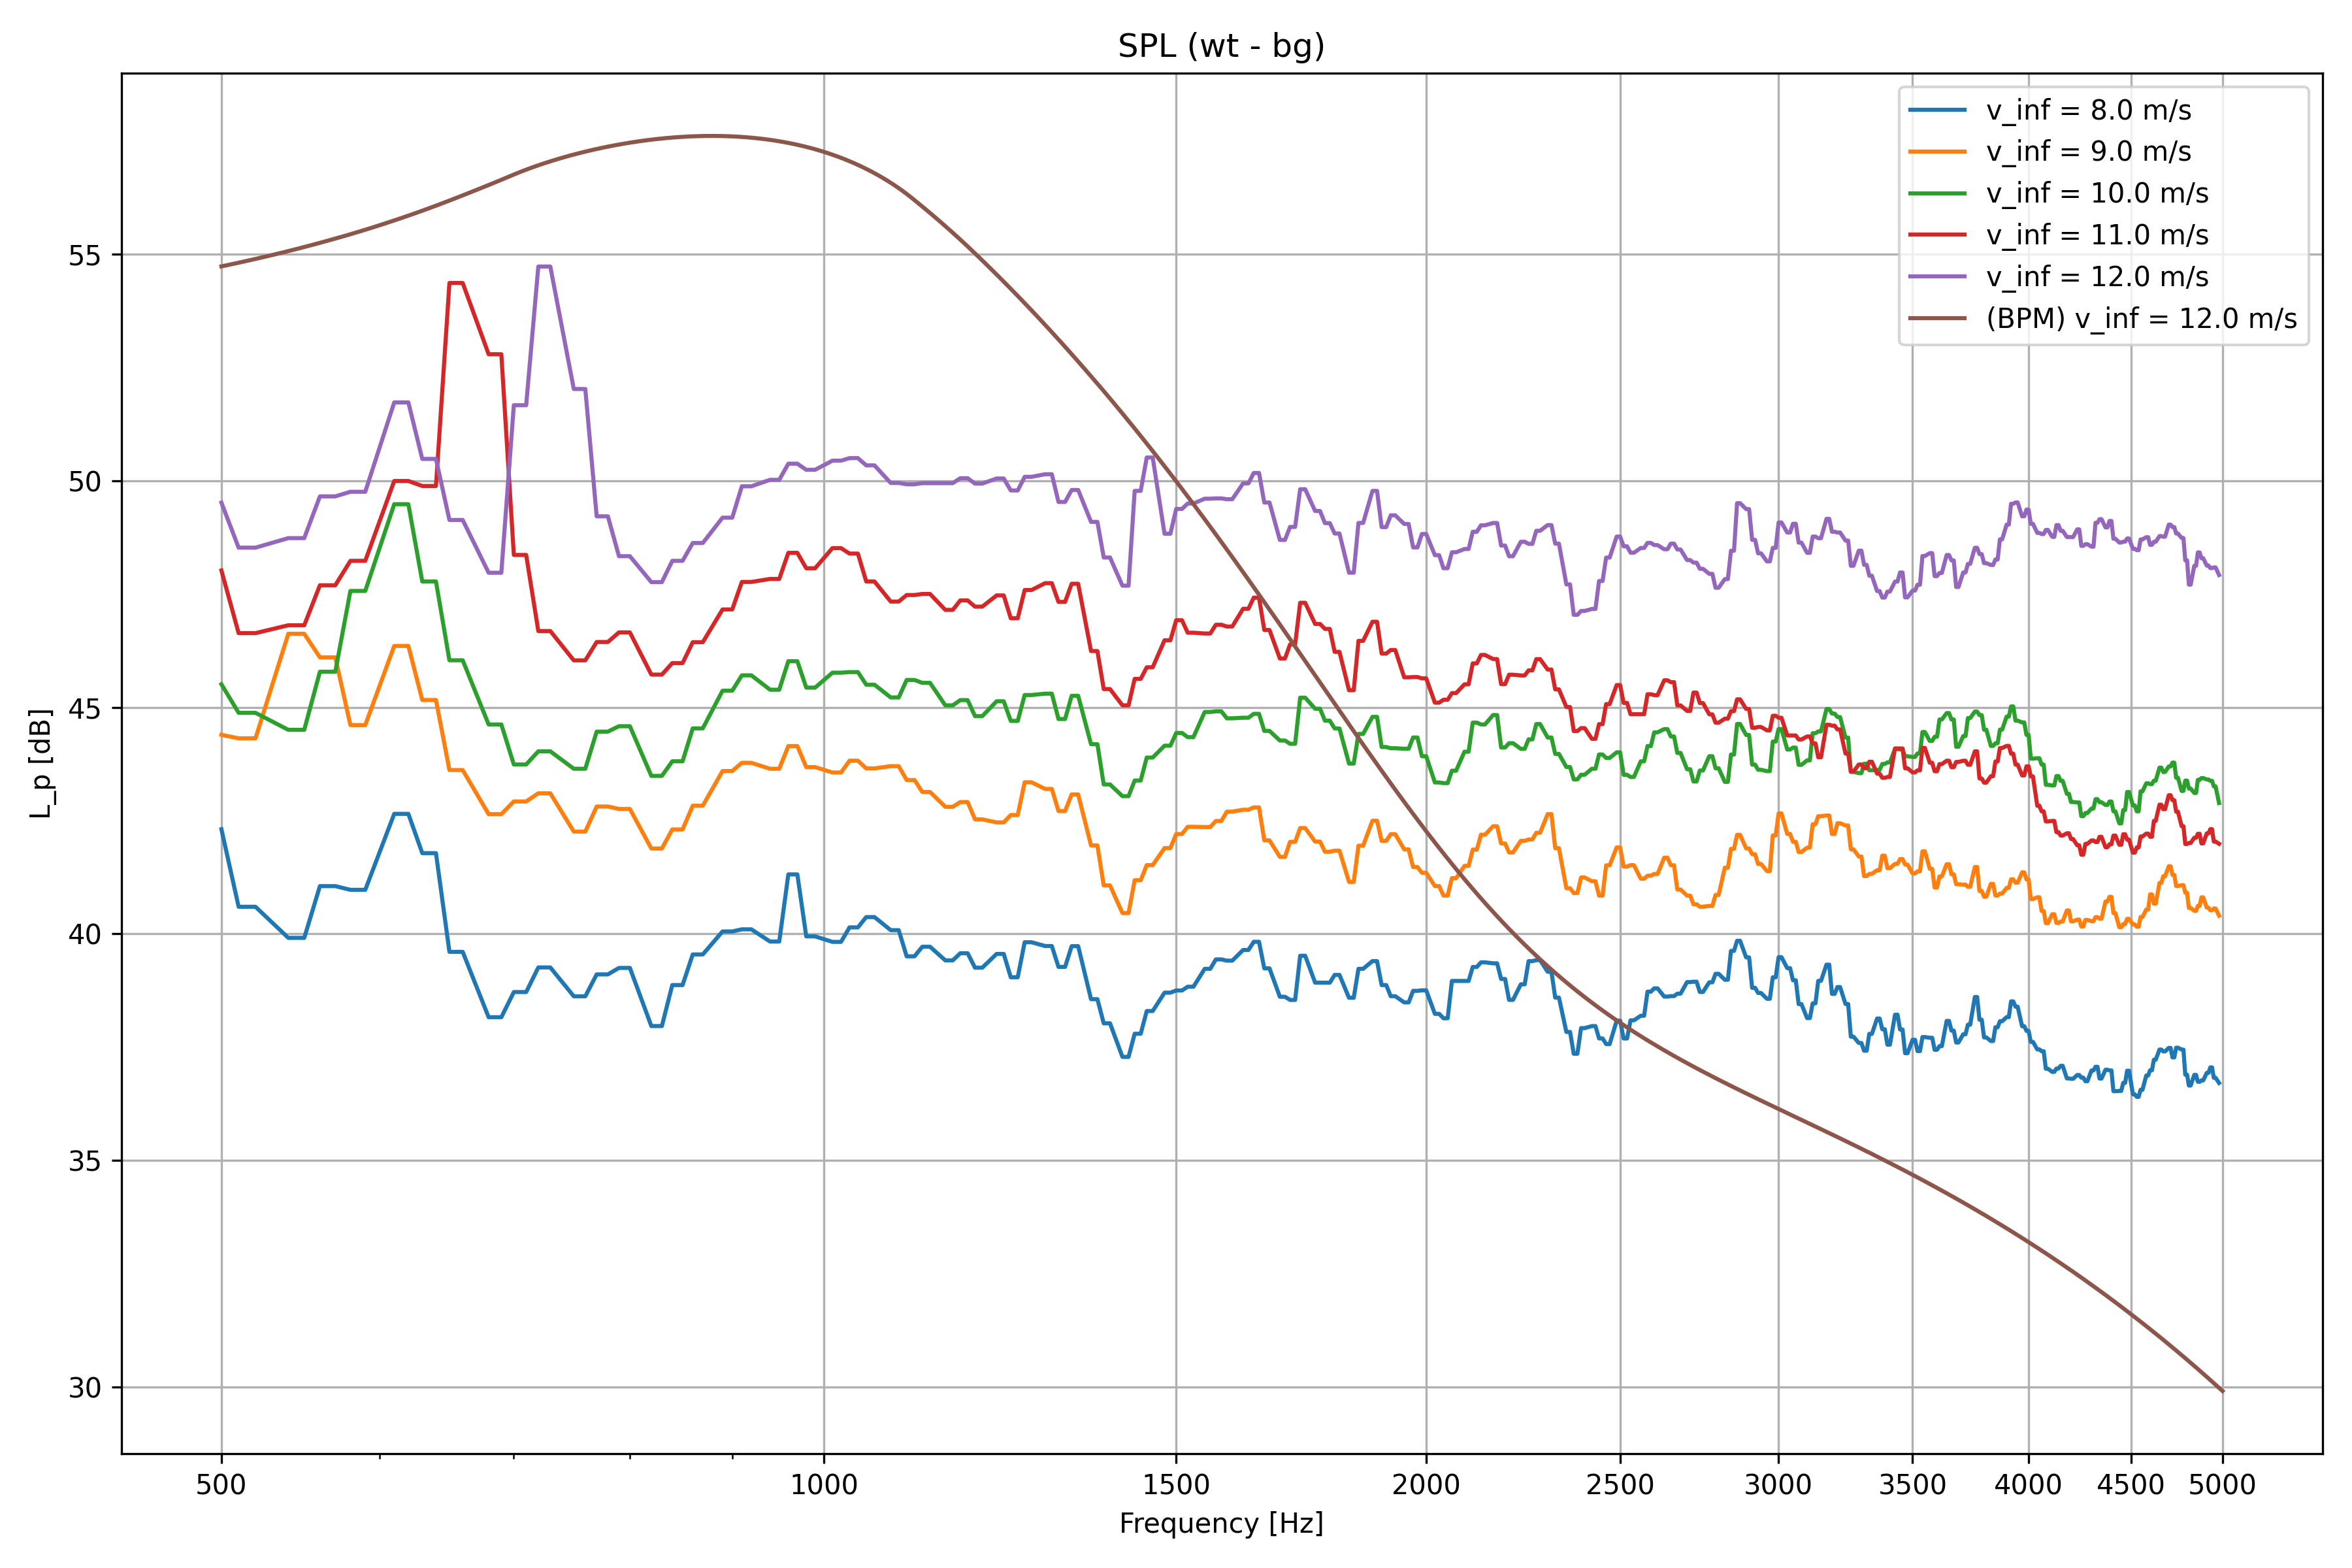 SPL (wt - bg)
v_inf = 8.0 m/s
v_inf = 9.0 m/s
v_inf = 10.0 m/s
v_inf = 11.0 m/s
v_inf = 12.0 m/s
(BPM) v_inf = 12.0 m/s
L_p [dB]
55
50
45
40
35
30
500 1000 1500 2000 2500 3000 3500 4000 4500 5000
Frequency [Hz]